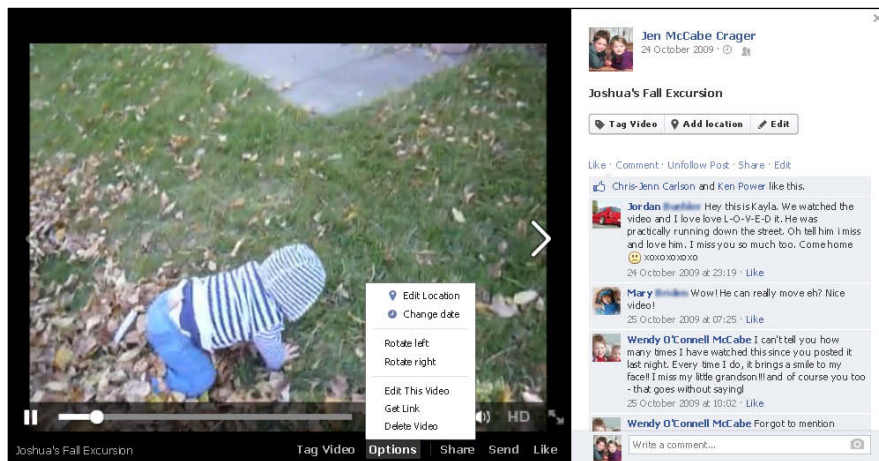 Jen McCabe Crager
24 October 2009
Joshua's Fall Excursion
Tag Video Add location Edit
Like · Comment · Unfollow Post · Share · Edit
Chris-Jenn Carlson and Ken Power like this.
Jordan Hey this is Kayla. We watched the
video and I love love L-O-V-E-D it. He was
practically running down the street. Oh tell him i miss
and love him. I miss you so much too. Come home
xoxoxoxoxo
24 October 2009 at 23:19 · Like
Mary Wow! He can really move eh? Nice
video!
25 October 2009 at 07:25 · Like
Wendy O'Connell McCabe I can't tell you how
many times I have watched this since you posted it
last night. Every time I do, it brings a smile to my
face!! I miss my little grandson!!! and of course you too
- that goes without saying!
25 October 2009 at 10:02 · Like
Wendy O'Connell McCabe Forgot to mention
Write a comment...
Edit Location
Change date
Rotate left
Rotate right
Edit This Video
Get Link
Delete Video
HD
Joshua's Fall Excursion Tag Video Options Share Send Like